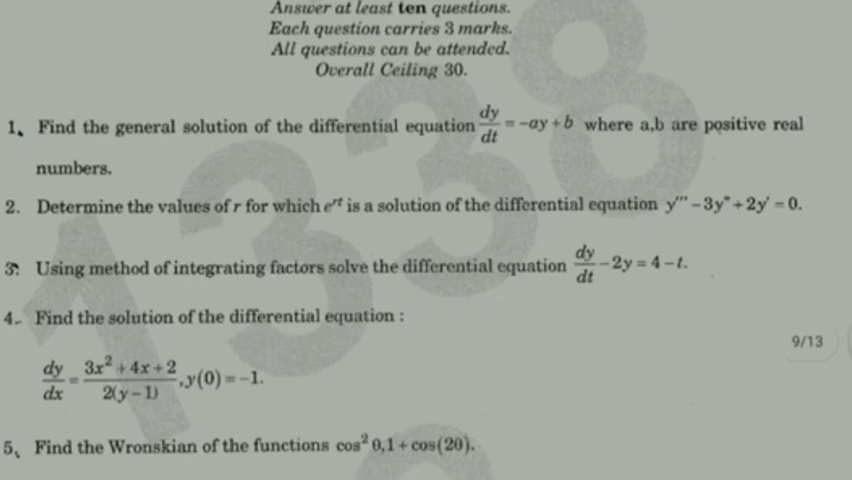 Answer at least ten questions.
Each question carries 3 marks.
All questions can be attended.
Overall Ceiling 30.
1. Find the general solution of the differential equation dy/dt = -ay + b where a,b are positive real
numbers.
2. Determine the values of r for which e^rt is a solution of the differential equation y''' - 3y'' + 2y' = 0.
3. Using method of integrating factors solve the differential equation dy/dt - 2y = 4 - t.
4. Find the solution of the differential equation :
9/13
dy/dx = (3x² + 4x + 2)/(2(y - 1)), y(0) = -1.
5. Find the Wronskian of the functions cos² θ, 1 + cos(2θ).
1338